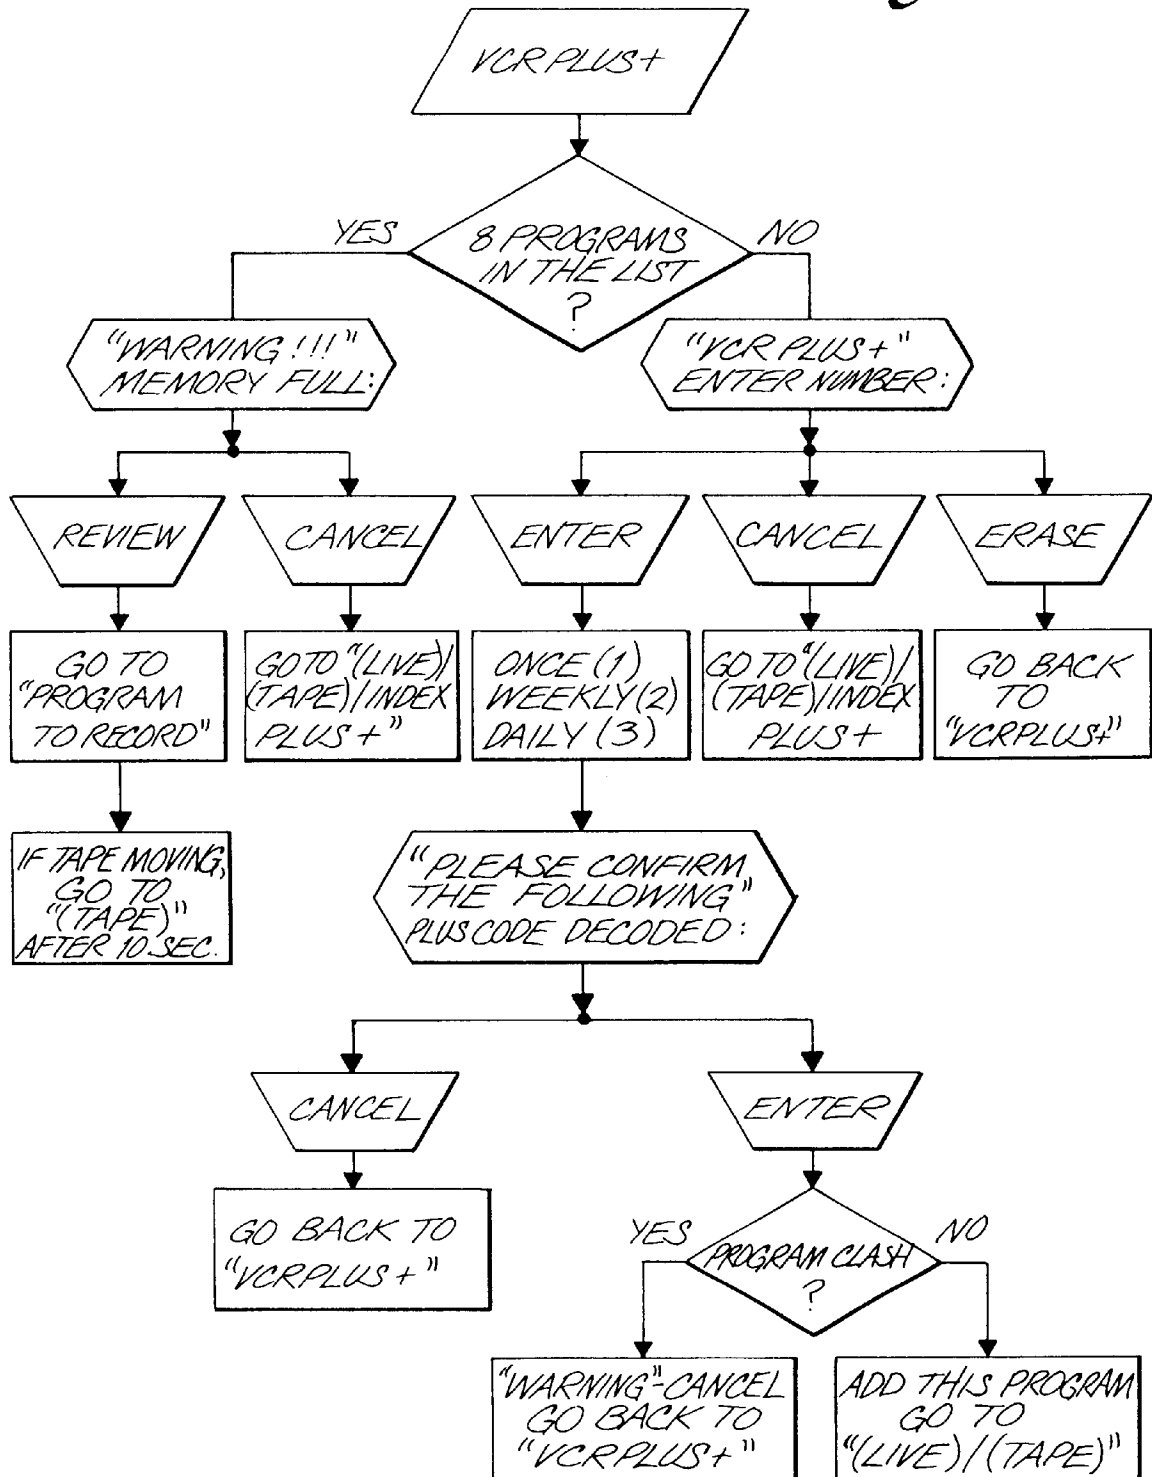 VCR PLUS+
YES
8 PROGRAMS
IN THE LIST
?
NO
"WARNING!!!"
MEMORY FULL:
"VCR PLUS+"
ENTER NUMBER:
REVIEW
CANCEL
ENTER
CANCEL
ERASE
GO TO
"PROGRAM
TO RECORD"
GO TO "(LIVE)/
(TAPE)/INDEX
PLUS+"
ONCE (1)
WEEKLY (2)
DAILY (3)
GO TO "(LIVE)/
(TAPE)/INDEX
PLUS+
GO BACK
TO
"VCRPLUS+"
IF TAPE MOVING,
GO TO
"(TAPE)"
AFTER 10 SEC.
"PLEASE CONFIRM
THE FOLLOWING"
PLUS CODE DECODED:
CANCEL
ENTER
GO BACK TO
"VCRPLUS+"
YES
PROGRAM CLASH
?
NO
"WARNING"-CANCEL
GO BACK TO
"VCRPLUS+"
ADD THIS PROGRAM
GO TO
"(LIVE)/(TAPE)"